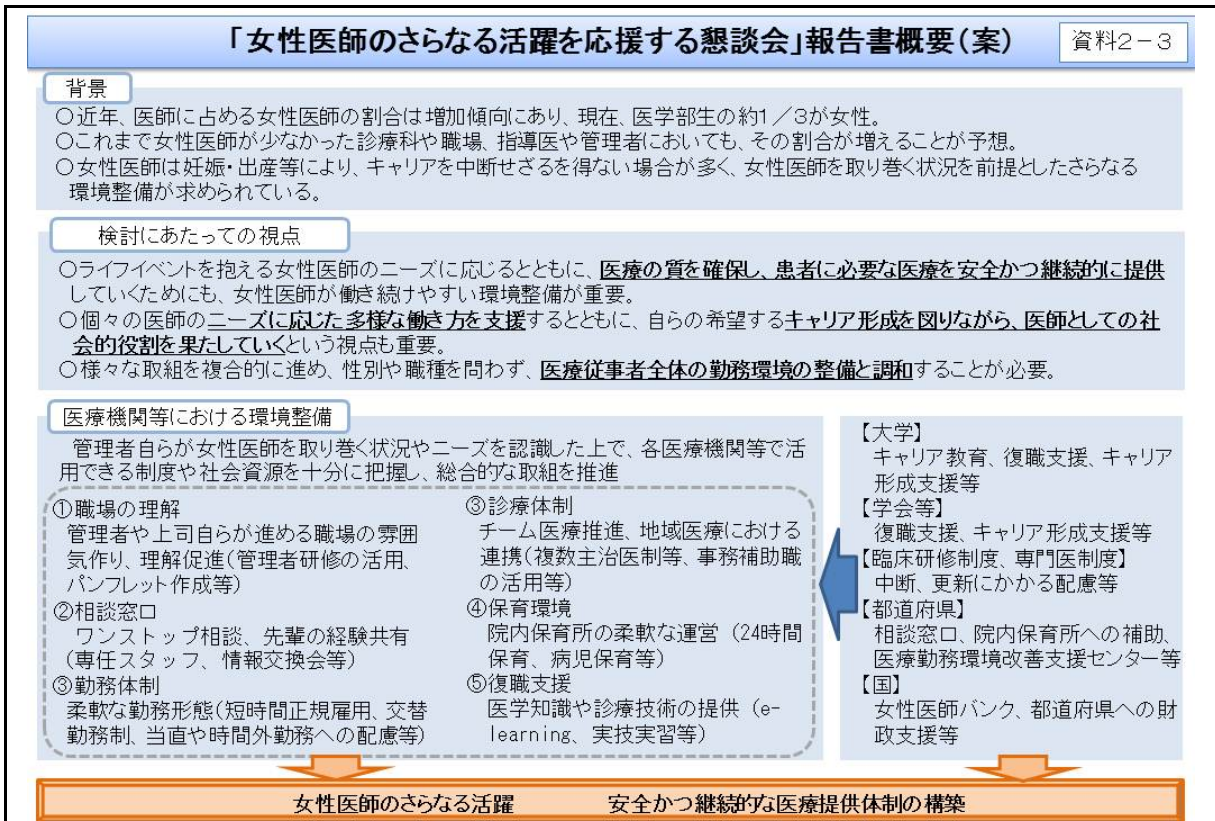 「女性医師のさらなる活躍を応援する懇談会」報告書概要(案)
資料2-3
背景
○近年、医師に占める女性医師の割合は増加傾向にあり、現在、医学部生の約1/3が女性。
○これまで女性医師が少なかった診療科や職場、指導医や管理者においても、その割合が増えることが予想。
○女性医師は妊娠・出産等により、キャリアを中断せざるを得ない場合が多く、女性医師を取り巻く状況を前提としたさらなる
環境整備が求められている。
検討にあたっての視点
○ライフイベントを抱える女性医師のニーズに応じるとともに、医療の質を確保し、患者に必要な医療を安全かつ継続的に提供
していくためにも、女性医師が働き続けやすい環境整備が重要。
○個々の医師のニーズに応じた多様な働き方を支援するとともに、自らの希望するキャリア形成を図りながら、医師としての社
会的役割を果たしていくという視点も重要。
○様々な取組を複合的に進め、性別や職種を問わず、医療従事者全体の勤務環境の整備と調和することが必要。
医療機関等における環境整備
管理者自らが女性医師を取り巻く状況やニーズを認識した上で、各医療機関等で活
用できる制度や社会資源を十分に把握し、総合的な取組を推進
①職場の理解
管理者や上司自らが進める職場の雰囲
気作り、理解促進(管理者研修の活用、
パンフレット作成等)
②相談窓口
ワンストップ相談、先輩の経験共有
(専任スタッフ、情報交換会等)
③勤務体制
柔軟な勤務形態(短時間正規雇用、交替
勤務制、当直や時間外勤務への配慮等)
③診療体制
チーム医療推進、地域医療における
連携(複数主治医制等、事務補助職
の活用等)
④保育環境
院内保育所の柔軟な運営(24時間
保育、病児保育等)
⑤復職支援
医学知識や診療技術の提供(e-
learning、実技実習等)
【大学】
キャリア教育、復職支援、キャリア
形成支援等
【学会等】
復職支援、キャリア形成支援等
【臨床研修制度、専門医制度】
中断、更新にかかる配慮等
【都道府県】
相談窓口、院内保育所への補助、
医療勤務環境改善支援センター等
【国】
女性医師バンク、都道府県への財
政支援等
女性医師のさらなる活躍 安全かつ継続的な医療提供体制の構築